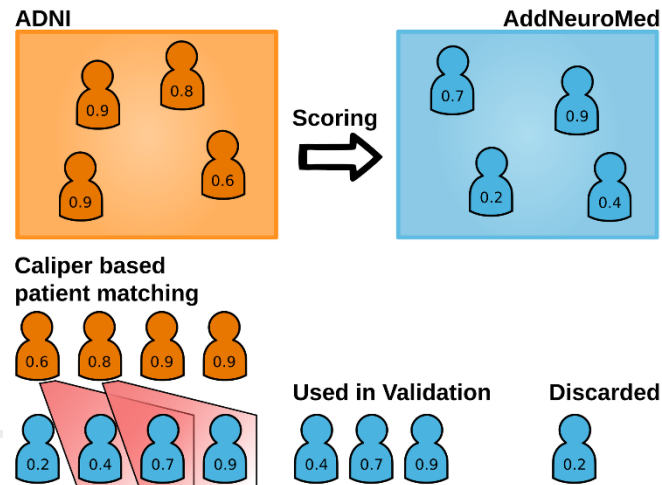 ADNI
AddNeuroMed
0.9
0.8
0.9
0.6
Scoring
0.7
0.9
0.2
0.4
Caliper based
patient matching
0.6 0.8 0.9 0.9
0.2 0.4 0.7 0.9
Used in Validation
0.4 0.7 0.9
Discarded
0.2